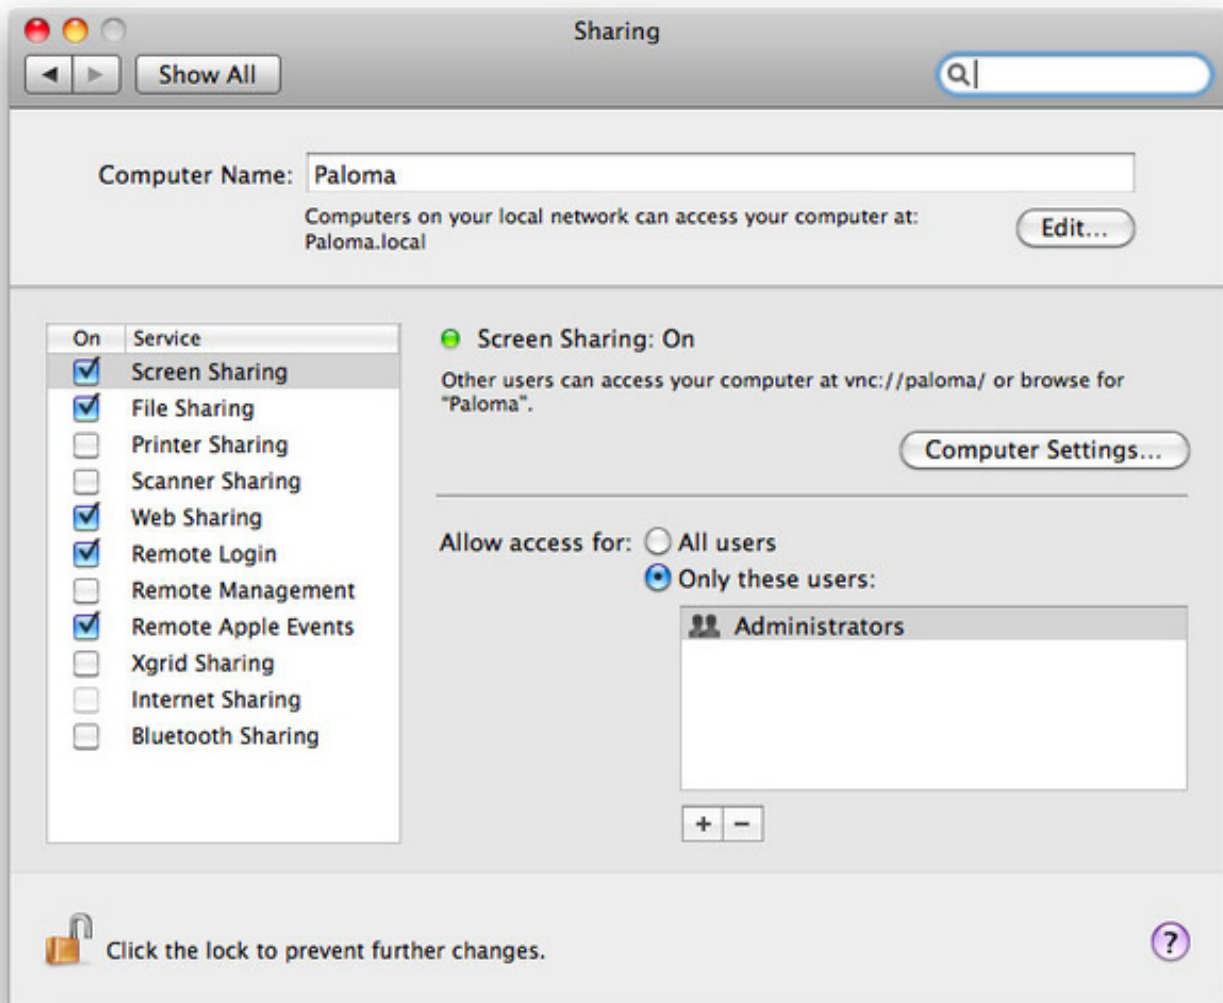 Sharing
Show All
Computer Name: Paloma
Computers on your local network can access your computer at:
Paloma.local
Edit...
On Service
Screen Sharing
File Sharing
Printer Sharing
Scanner Sharing
Web Sharing
Remote Login
Remote Management
Remote Apple Events
Xgrid Sharing
Internet Sharing
Bluetooth Sharing
Screen Sharing: On
Other users can access your computer at vnc://paloma/ or browse for
“Paloma”.
Computer Settings...
Allow access for: All users
Only these users:
Administrators
+ −
Click the lock to prevent further changes.
?